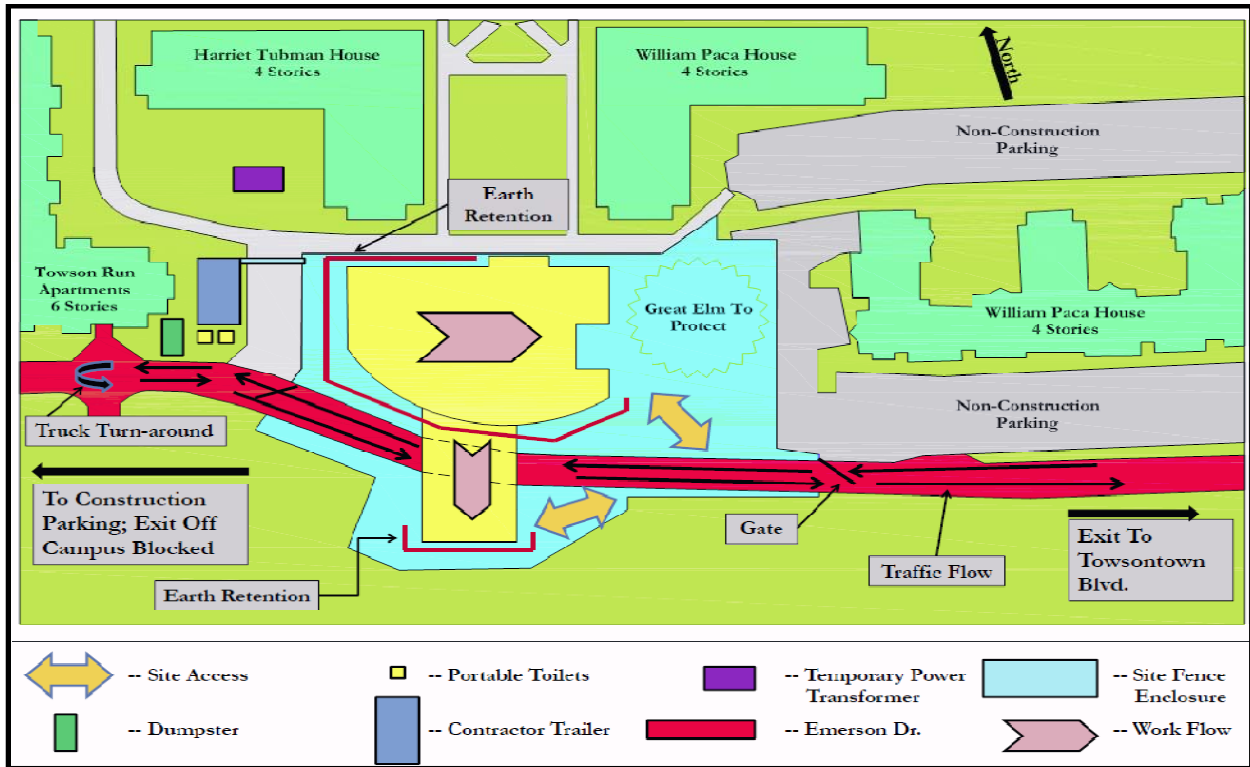 Harriet Tubman House
4 Stories
William Paca House
4 Stories
North
Non-Construction
Parking
Earth
Retention
Towson Run
Apartments
6 Stories
Great Elm To
Protect
William Paca House
4 Stories
Non-Construction
Parking
Truck Turn-around
To Construction
Parking; Exit Off
Campus Blocked
Gate
Traffic Flow
Exit To
Towsontown
Blvd.
Earth Retention
-- Site Access
-- Portable Toilets
-- Temporary Power
Transformer
-- Site Fence
Enclosure
-- Dumpster
-- Contractor Trailer
-- Emerson Dr.
-- Work Flow